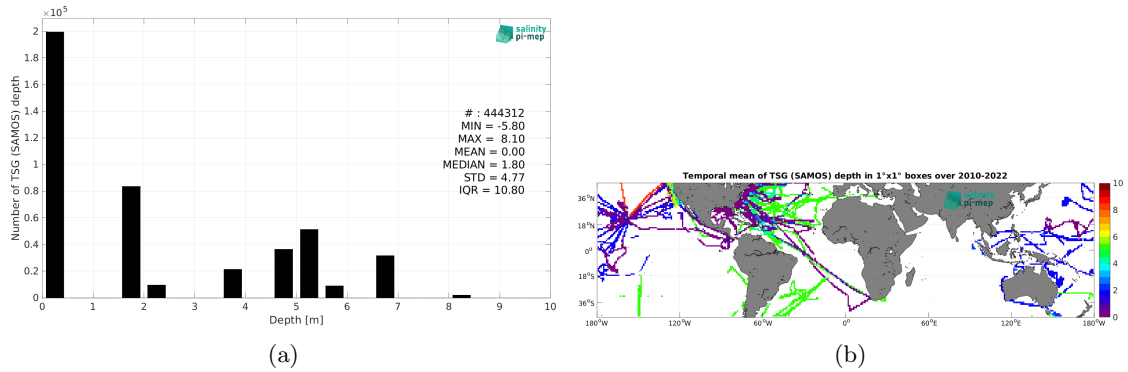 ×10⁵
2
1.8
1.6
1.4
1.2
1
0.8
0.6
0.4
0.2
0
Number of TSG (SAMOS) depth
salinity
pi-mep
# : 444312
MIN = -5.80
MAX = 8.10
MEAN = 0.00
MEDIAN = 1.80
STD = 4.77
IQR = 10.80
0 1 2 3 4 5 6 7 8 9 10
Depth [m]
(a)
Temporal mean of TSG (SAMOS) depth in 1°x1° boxes over 2010-2022
salinity
pi-mep
36°N
18°N
0°
18°S
36°S
180°W 120°W 60°W 0° 60°E 120°E 180°W
10
8
6
4
2
0
(b)